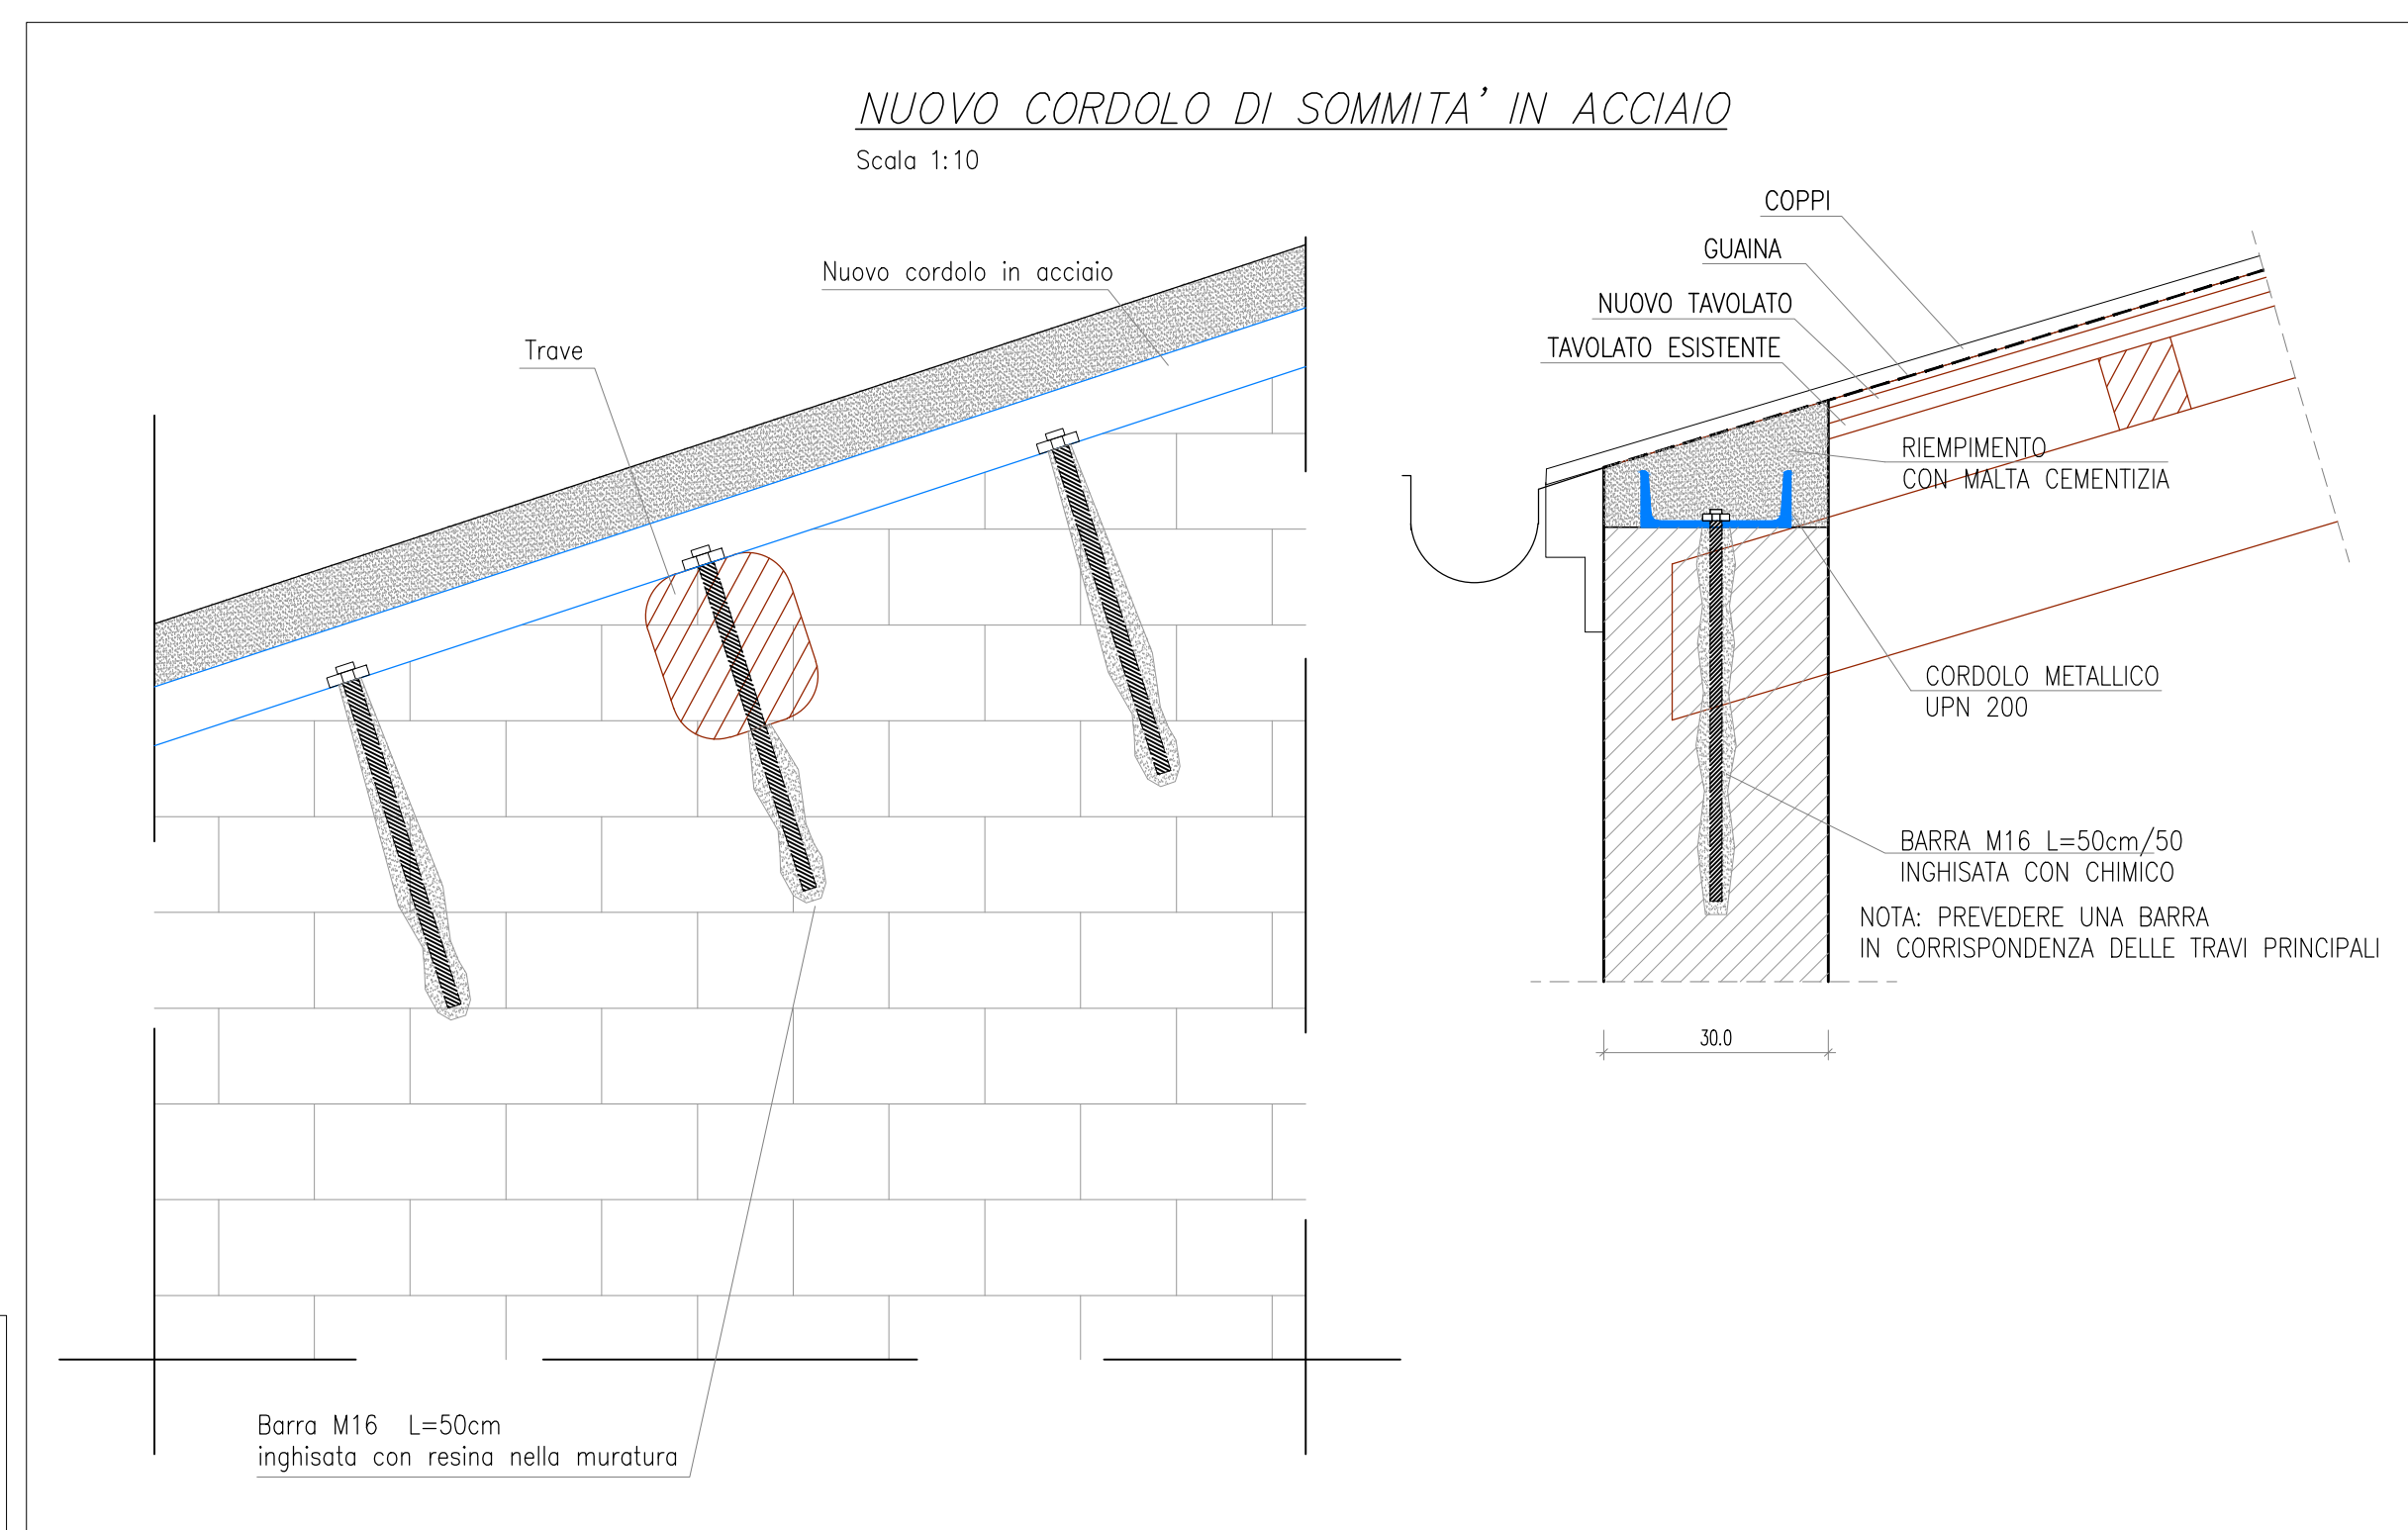 NUOVO CORDOLO DI SOMMITA' IN ACCIAIO
Scala 1:10
Nuovo cordolo in acciaio
Trave
Barra M16 L=50cm
inghisata con resina nella muratura
COPPI
GUAINA
NUOVO TAVOLATO
TAVOLATO ESISTENTE
RIEMPIMENTO
CON MALTA CEMENTIZIA
CORDOLO METALLICO
UPN 200
BARRA M16 L=50cm/50
INGHISATA CON CHIMICO
NOTA: PREVEDERE UNA BARRA
IN CORRISPONDENZA DELLE TRAVI PRINCIPALI
30.0